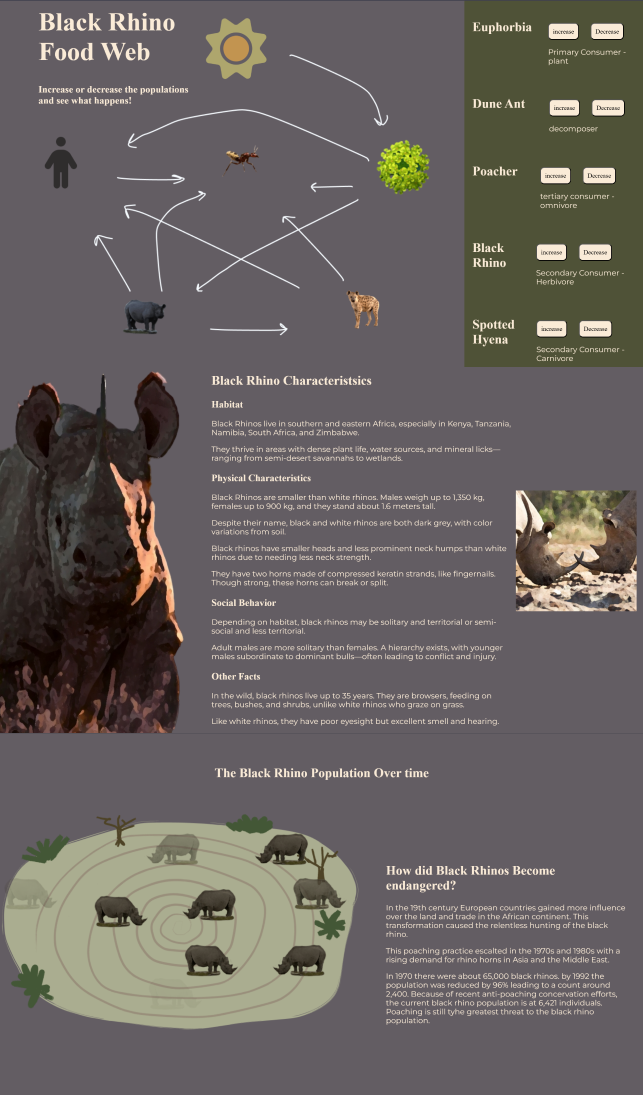 Black Rhino
Food Web
Increase or decrease the populations
and see what happens!
Euphorbia
increase
Decrease
Primary Consumer -
plant
Dune Ant
increase
Decrease
decomposer
Poacher
increase
Decrease
tertiary consumer -
omnivore
Black
Rhino
increase
Decrease
Secondary Consumer -
Herbivore
Spotted
Hyena
increase
Decrease
Secondary Consumer -
Carnivore
Black Rhino Characteristsics
Habitat
Black Rhinos live in southern and eastern Africa, especially in Kenya, Tanzania,
Namibia, South Africa, and Zimbabwe.
They thrive in areas with dense plant life, water sources, and mineral licks—
ranging from semi-desert savannahs to wetlands.
Physical Characteristics
Black Rhinos are smaller than white rhinos. Males weigh up to 1,350 kg,
females up to 900 kg, and they stand about 1.6 meters tall.
Despite their name, black and white rhinos are both dark grey, with color
variations from soil.
Black rhinos have smaller heads and less prominent neck humps than white
rhinos due to needing less neck strength.
They have two horns made of compressed keratin strands, like fingernails.
Though strong, these horns can break or split.
Social Behavior
Depending on habitat, black rhinos may be solitary and territorial or semi-
social and less territorial.
Adult males are more solitary than females. A hierarchy exists, with younger
males subordinate to dominant bulls—often leading to conflict and injury.
Other Facts
In the wild, black rhinos live up to 35 years. They are browsers, feeding on
trees, bushes, and shrubs, unlike white rhinos who graze on grass.
Like white rhinos, they have poor eyesight but excellent smell and hearing.
The Black Rhino Population Over time
How did Black Rhinos Become
endangered?
In the 19th century European countries gained more influence
over the land and trade in the African continent. This
transformation caused the relentless hunting of the black
rhino.
This poaching practice escalted in the 1970s and 1980s with a
rising demand for rhino horns in Asia and the Middle East.
In 1970 there were about 65,000 black rhinos. by 1992 the
population was reduced by 96% leading to a count around
2,400. Because of recent anti-poaching concervation efforts,
the current black rhino population is at 6,421 individuals.
Poaching is still tyhe greatest threat to the black rhino
population.